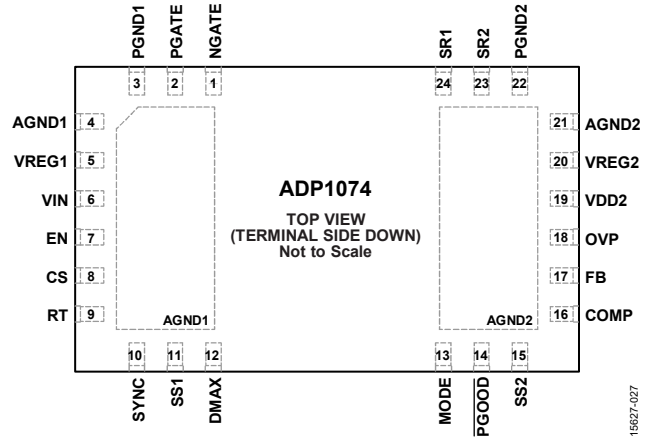 PGND1
PGATE
NGATE
SR1
SR2
PGND2
3
2
1
24
23
22
AGND1 4
VREG1 5
VIN 6
EN 7
CS 8
RT 9
ADP1074
TOP VIEW
(TERMINAL SIDE DOWN)
Not to Scale
21 AGND2
20 VREG2
19 VDD2
18 OVP
17 FB
16 COMP
AGND1
AGND2
10
11
12
13
14
15
SYNC
SS1
DMAX
MODE
PGOOD
SS2
15627-027